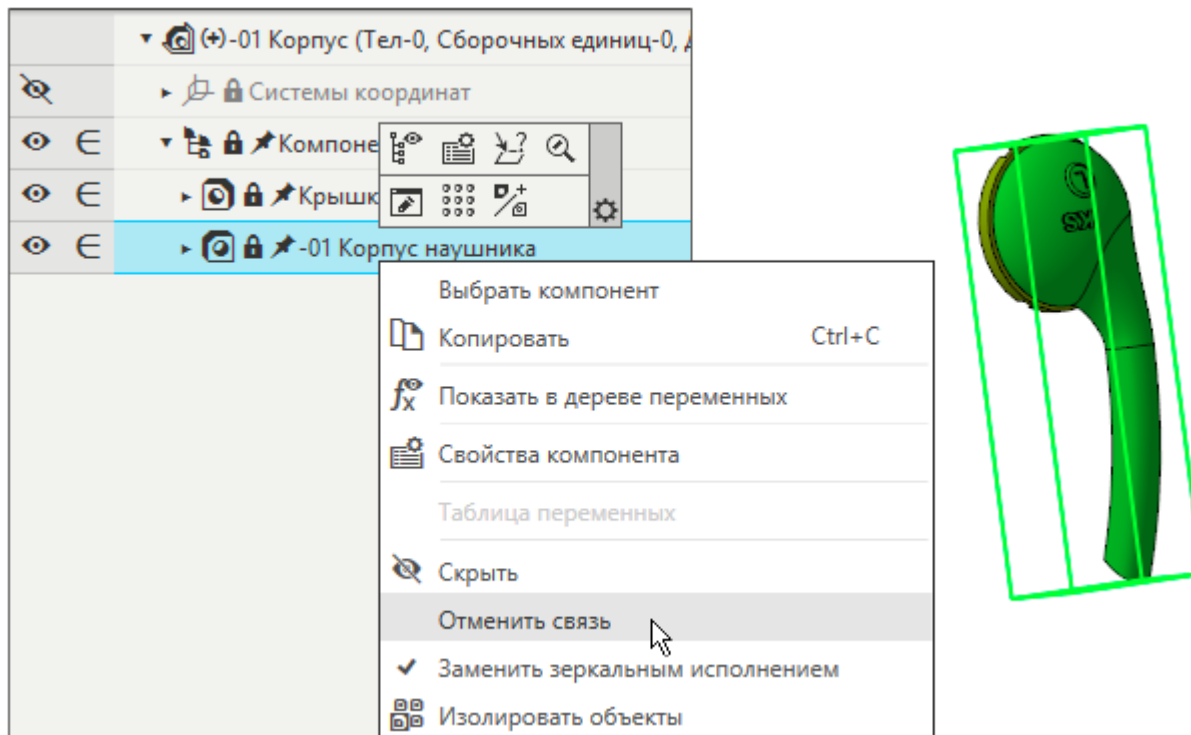 (+)-01 Корпус (Тел-0, Сборочных единиц-0,
Системы координат
Компоне
Крышк
-01 Корпус наушника
Выбрать компонент
Копировать Ctrl+C
Показать в дереве переменных
Свойства компонента
Таблица переменных
Скрыть
Отменить связь
Заменить зеркальным исполнением
Изолировать объекты